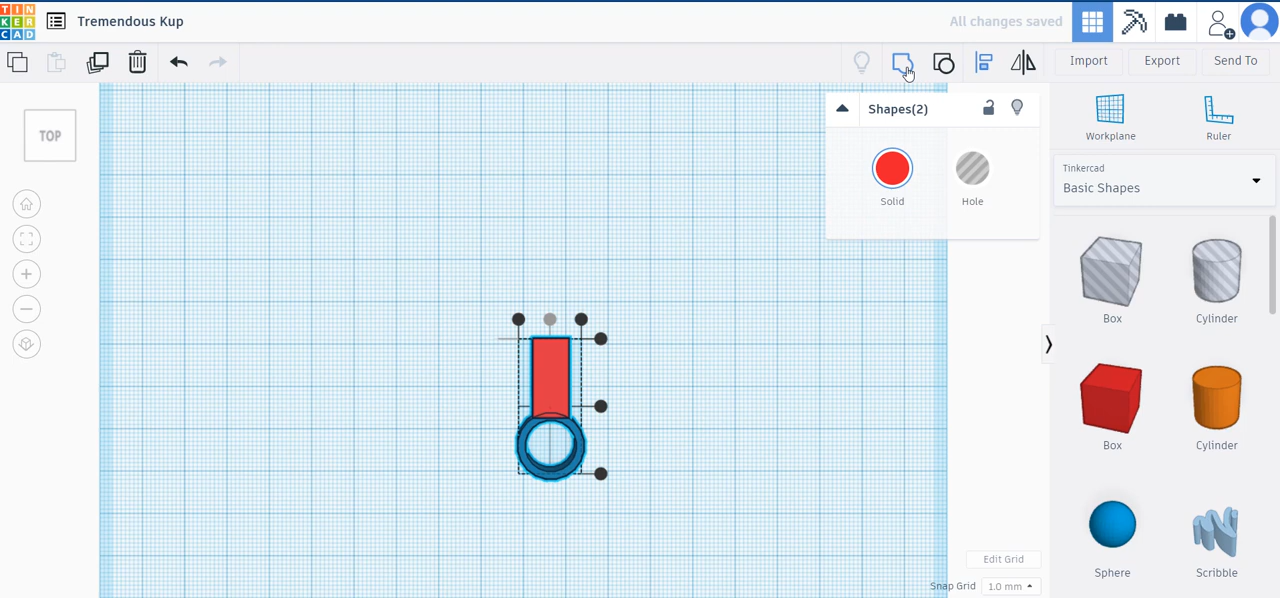 TIN
KER
CAD
Tremendous Kup
All changes saved
Import
Export
Send To
TOP
Shapes(2)
Solid
Hole
Workplane
Ruler
Tinkercad
Basic Shapes
Box
Cylinder
Box
Cylinder
Sphere
Scribble
Edit Grid
Snap Grid
1.0 mm